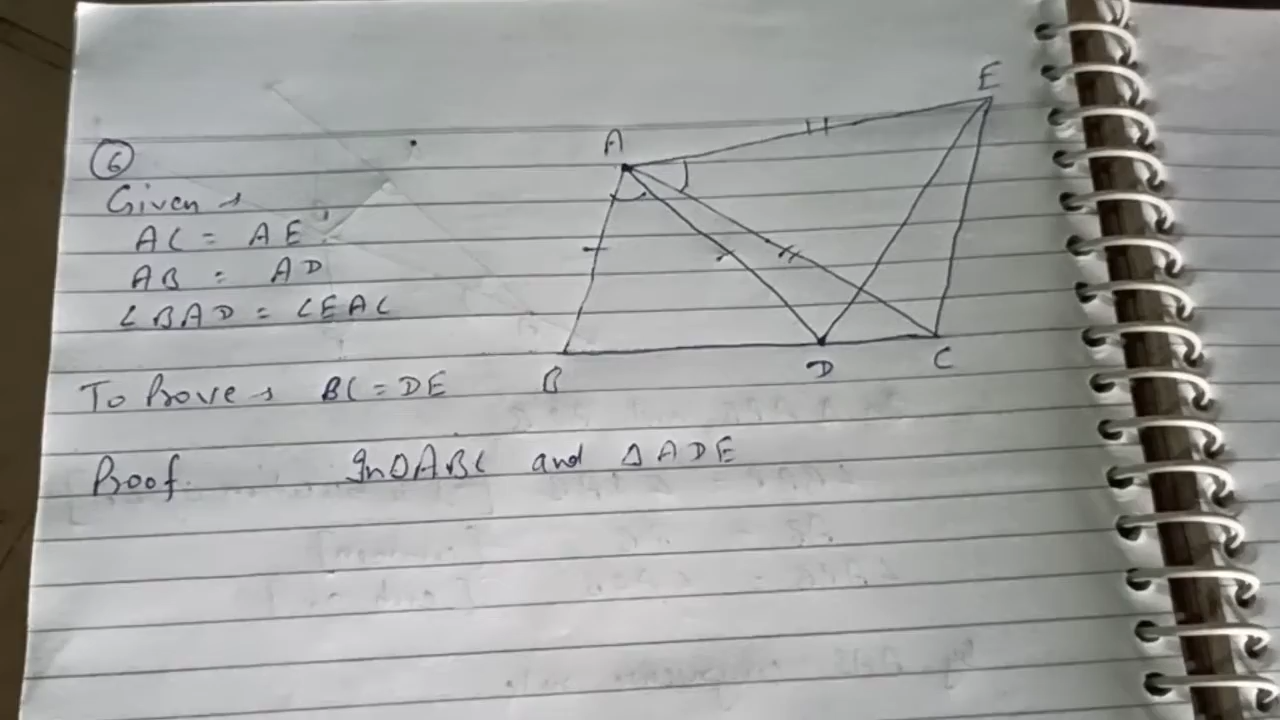 6
Given →
AC = AE
AB = AD
∠BAD = ∠EAC
To Prove → BC = DE
Proof. In ΔABC and ΔADE
A
E
B
D
C